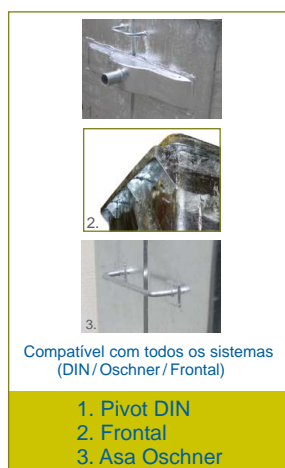 2.
3.
Compatível com todos os sistemas
(DIN / Oschner / Frontal)
1. Pivot DIN
2. Frontal
3. Asa Oschner